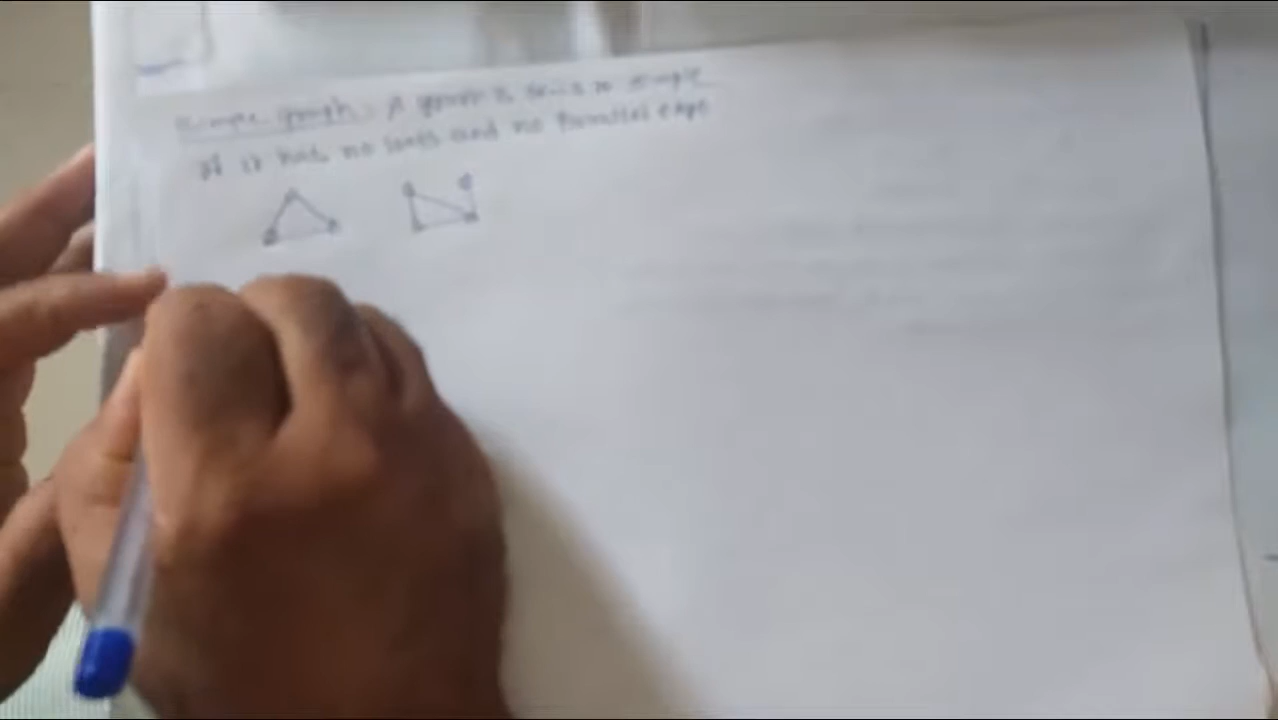 Simple graph : A graph is said to simple
if it has no loops and no Parallel edge